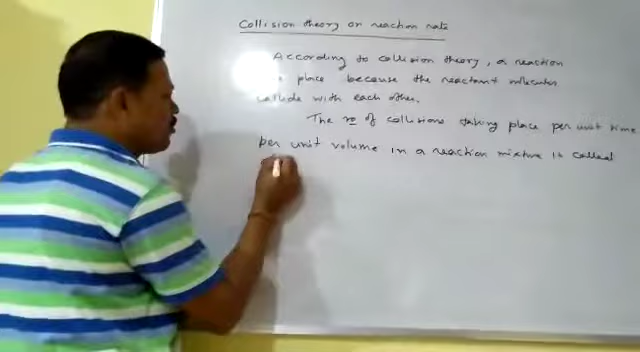 Collision theory on reaction rate
According to collision theory, a reaction
place because the reactant molecules
collide with each other.
The no of collisions taking place per unit time
per unit volume in a reaction mixture is called